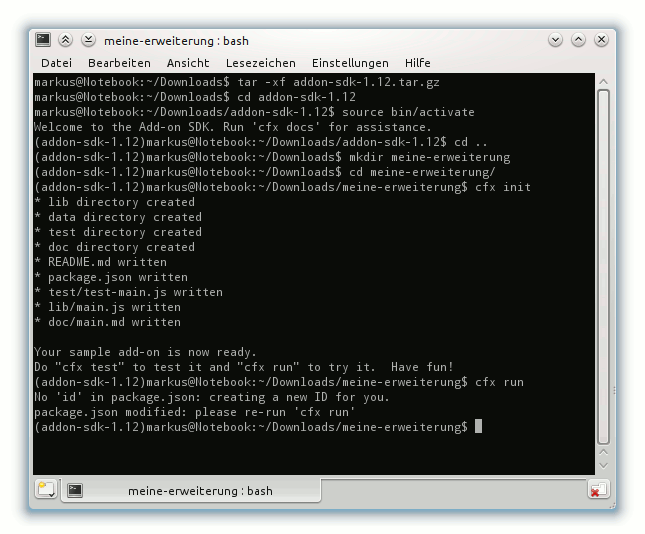 meine-erweiterung : bash
Datei Bearbeiten Ansicht Lesezeichen Einstellungen Hilfe
markus@Notebook:~/Downloads$ tar -xf addon-sdk-1.12.tar.gz
markus@Notebook:~/Downloads$ cd addon-sdk-1.12
markus@Notebook:~/Downloads/addon-sdk-1.12$ source bin/activate
Welcome to the Add-on SDK. Run 'cfx docs' for assistance.
(addon-sdk-1.12)markus@Notebook:~/Downloads/addon-sdk-1.12$ cd ..
(addon-sdk-1.12)markus@Notebook:~/Downloads$ mkdir meine-erweiterung
(addon-sdk-1.12)markus@Notebook:~/Downloads$ cd meine-erweiterung/
(addon-sdk-1.12)markus@Notebook:~/Downloads/meine-erweiterung$ cfx init
* lib directory created
* data directory created
* test directory created
* doc directory created
* README.md written
* package.json written
* test/test-main.js written
* lib/main.js written
* doc/main.md written
Your sample add-on is now ready.
Do "cfx test" to test it and "cfx run" to try it.  Have fun!
(addon-sdk-1.12)markus@Notebook:~/Downloads/meine-erweiterung$ cfx run
No 'id' in package.json: creating a new ID for you.
package.json modified: please re-run 'cfx run'
(addon-sdk-1.12)markus@Notebook:~/Downloads/meine-erweiterung$
meine-erweiterung : bash